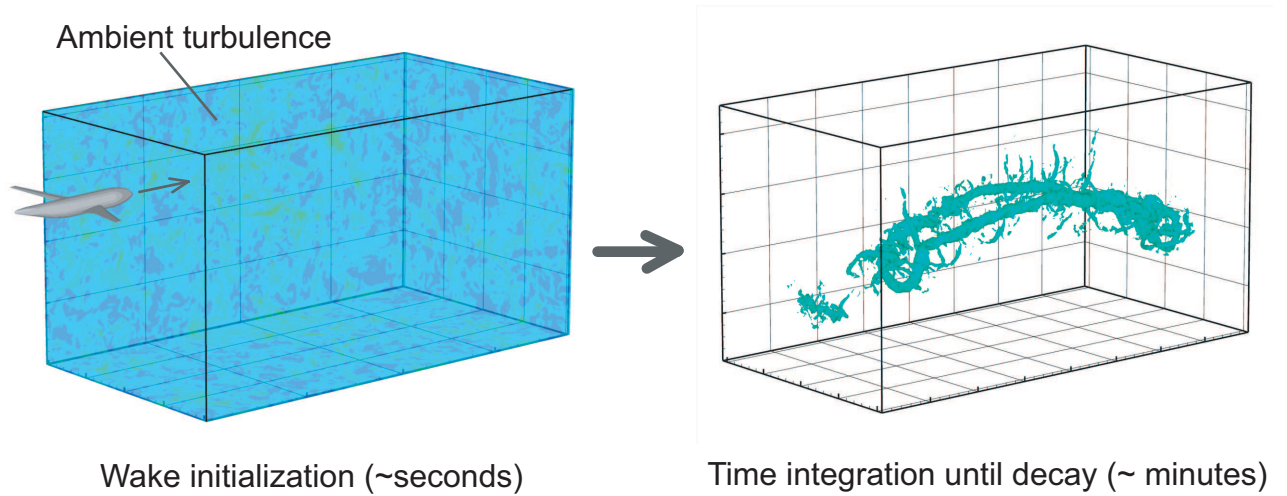 Ambient turbulence
Wake initialization (~seconds)
Time integration until decay (~ minutes)